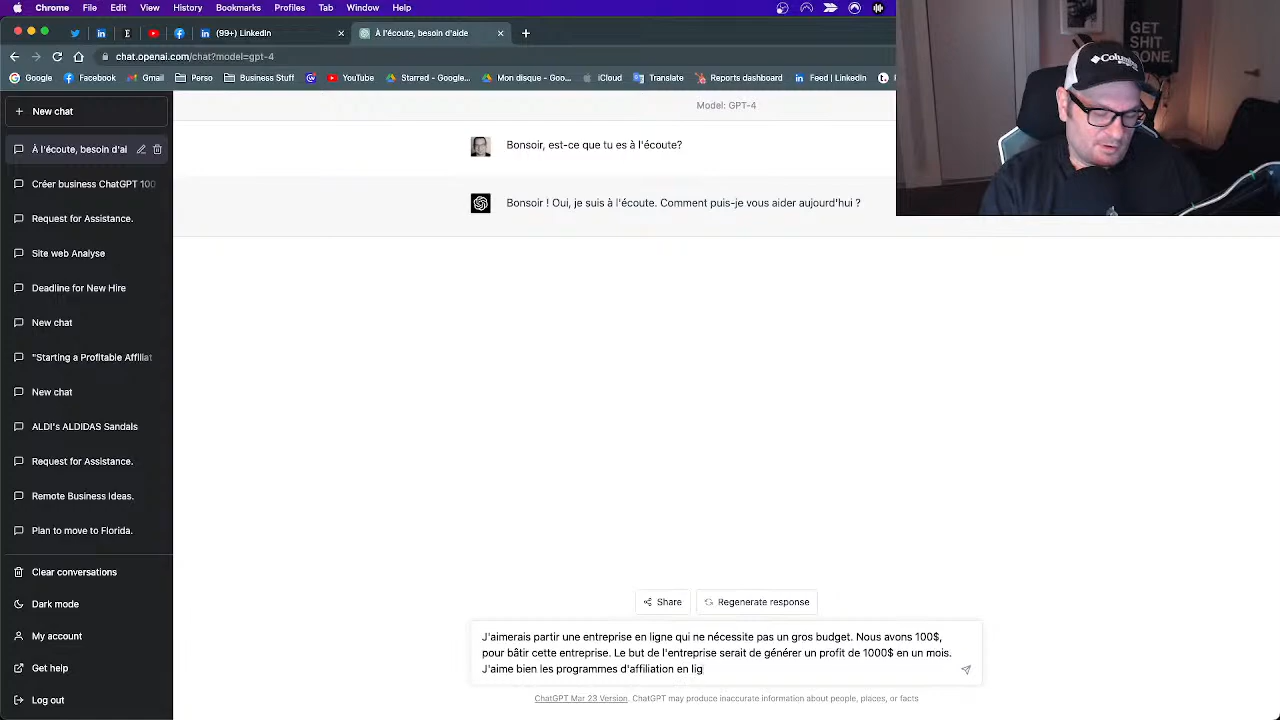 Chrome File Edit View History Bookmarks Profiles Tab Window Help
(99+) LinkedIn
À l'écoute, besoin d'aide
chat.openai.com/chat?model=gpt-4
Google Facebook Gmail Perso Business Stuff YouTube Start page - Google... Mon disque - Goo... iCloud Translate Reports dashboard Feed | LinkedIn
GET
SHIT
DONE.
Columbia
New chat
Model: GPT-4
À l'écoute, besoin d'ai
Bonsoir, est-ce que tu es à l'écoute?
Créer business ChatGPT 100
Bonsoir ! Oui, je suis à l'écoute. Comment puis-je vous aider aujourd'hui ?
Request for Assistance.
Site web Analyse
Deadline for New Hire
New chat
"Starting a Profitable Affiliat
New chat
ALDI's ALDIDAS Sandals
Request for Assistance.
Remote Business Ideas.
Plan to move to Florida.
Clear conversations
Dark mode
My account
Get help
Log out
Share Regenerate response
J'aimerais partir une entreprise en ligne qui ne nécessite pas un gros budget. Nous avons 100$,
pour bâtir cette entreprise. Le but de l'entreprise serait de générer un profit de 1000$ en un mois.
J'aime bien les programmes d'affiliation en lig
ChatGPT Mar 23 Version. ChatGPT may produce inaccurate information about people, places, or facts